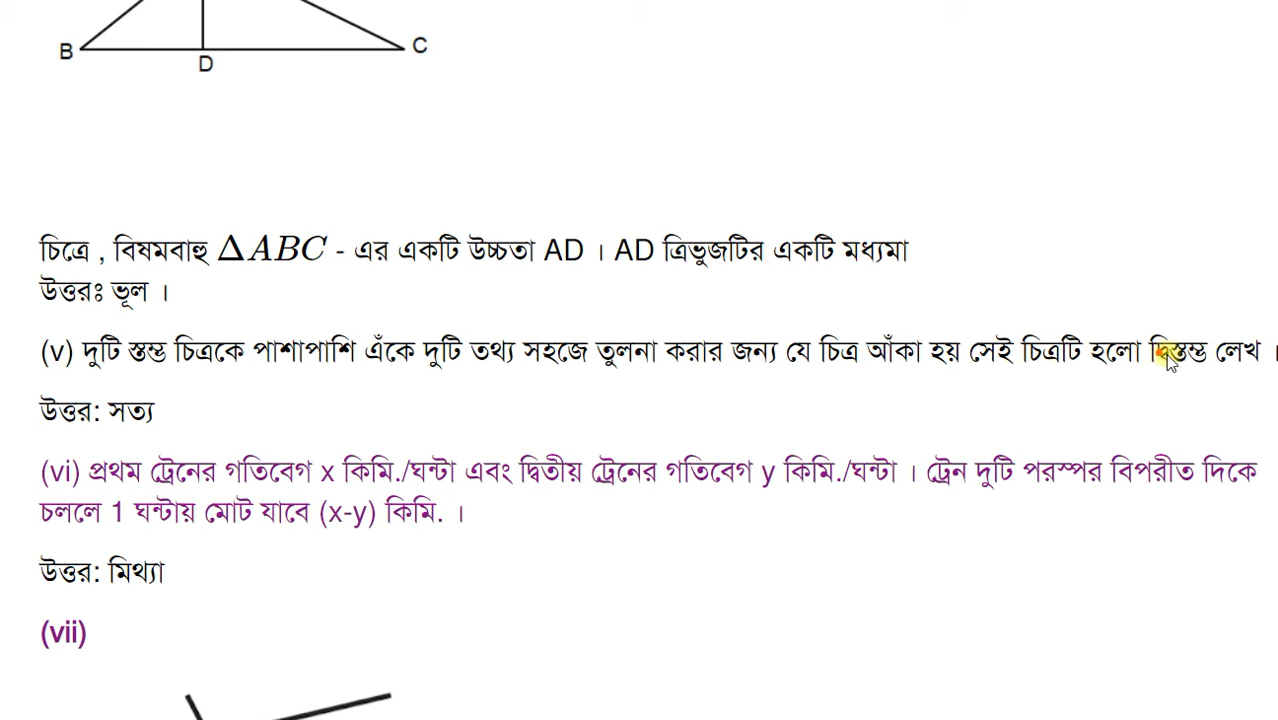 B
D
C
চিত্রে , বিষমবাহু ΔABC - এর একটি উচ্চতা AD । AD ত্রিভুজটির একটি মধ্যমা
উত্তরঃ ভূল ।
(v) দুটি স্তম্ভ চিত্রকে পাশাপাশি এঁকে দুটি তথ্য সহজে তুলনা করার জন্য যে চিত্র আঁকা হয় সেই চিত্রটি হলো দ্বিস্তম্ভ লেখ ।
উত্তর: সত্য
(vi) প্রথম ট্রেনের গতিবেগ x কিমি./ঘন্টা এবং দ্বিতীয় ট্রেনের গতিবেগ y কিমি./ঘন্টা । ট্রেন দুটি পরস্পর বিপরীত দিকে
চললে 1 ঘন্টায় মোট যাবে (x-y) কিমি. ।
উত্তর: মিথ্যা
(vii)